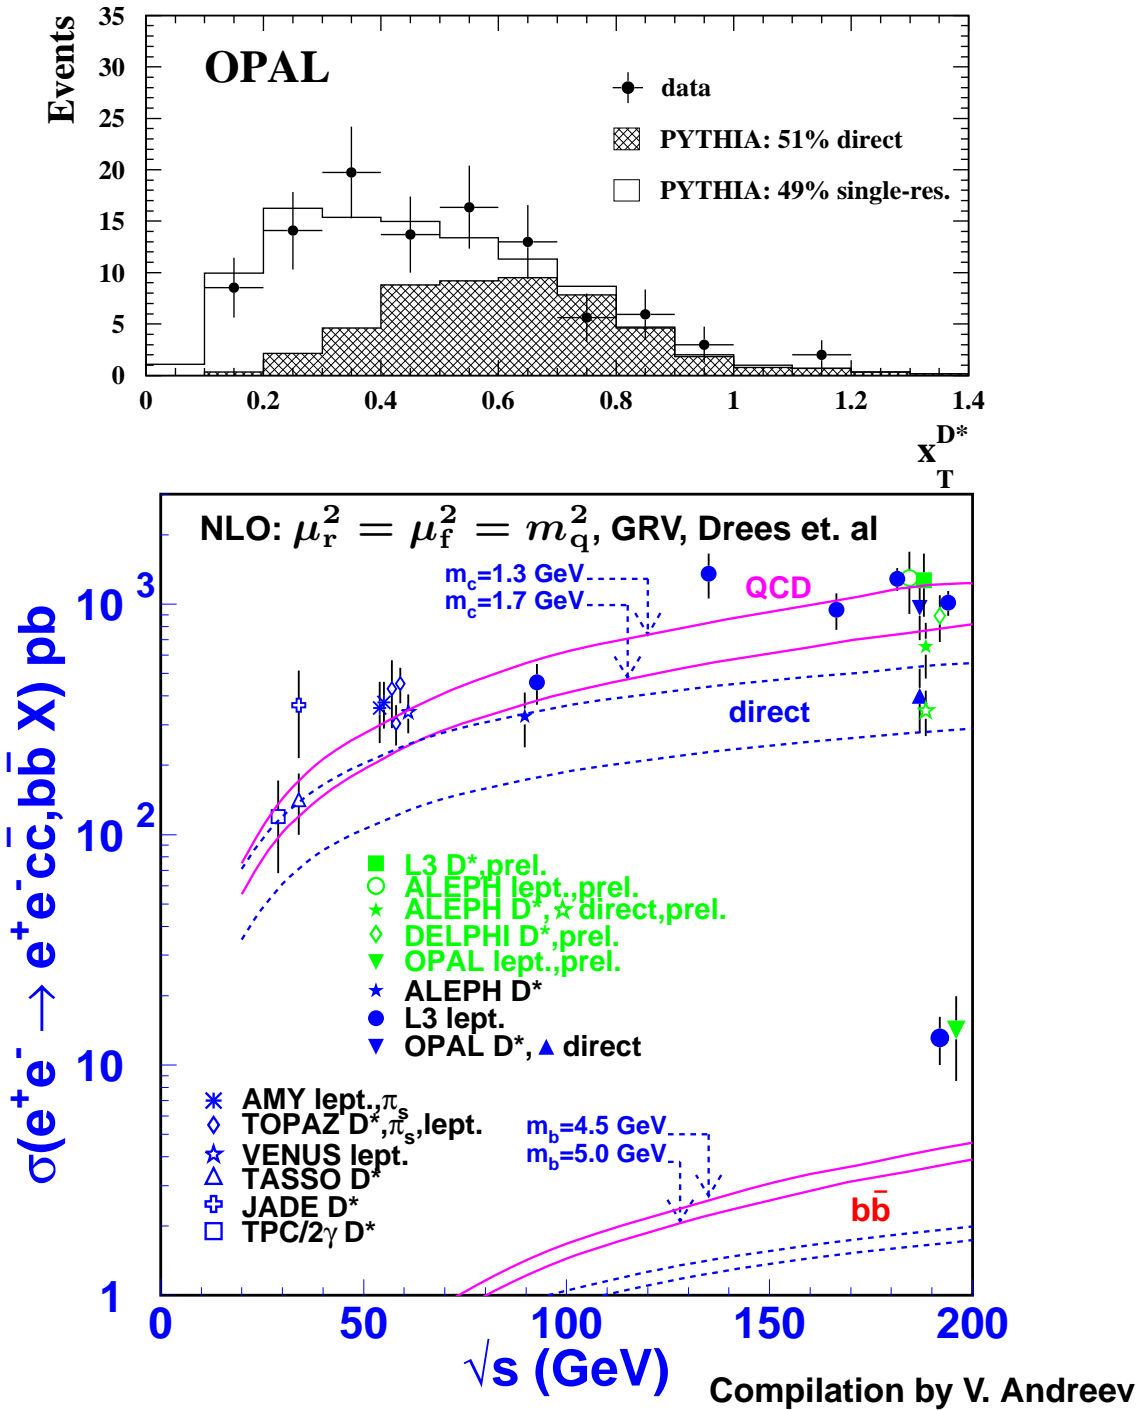 35
30
25
20
15
10
5
0
Events
OPAL
data
PYTHIA: 51% direct
PYTHIA: 49% single-res.
0 0.2 0.4 0.6 0.8 1 1.2 1.4
x_T^{D*}
NLO: μ_r^2 = μ_f^2 = m_q^2, GRV, Drees et. al
m_c=1.3 GeV
m_c=1.7 GeV
QCD
direct
σ(e⁺e⁻ → e⁺e⁻cc̄,bb̄ X) pb
10^3
10^2
10
1
L3 D*,prel.
ALEPH lept.,prel.
ALEPH D*,☆ direct,prel.
DELPHI D*,prel.
OPAL lept.,prel.
ALEPH D*
L3 lept.
OPAL D*, ▲ direct
AMY lept.,π_s
TOPAZ D*,π_s,lept.
VENUS lept.
TASSO D*
JADE D*
TPC/2γ D*
m_b=4.5 GeV
m_b=5.0 GeV
bb̄
0 50 100 150 200
√s (GeV)
Compilation by V. Andreev